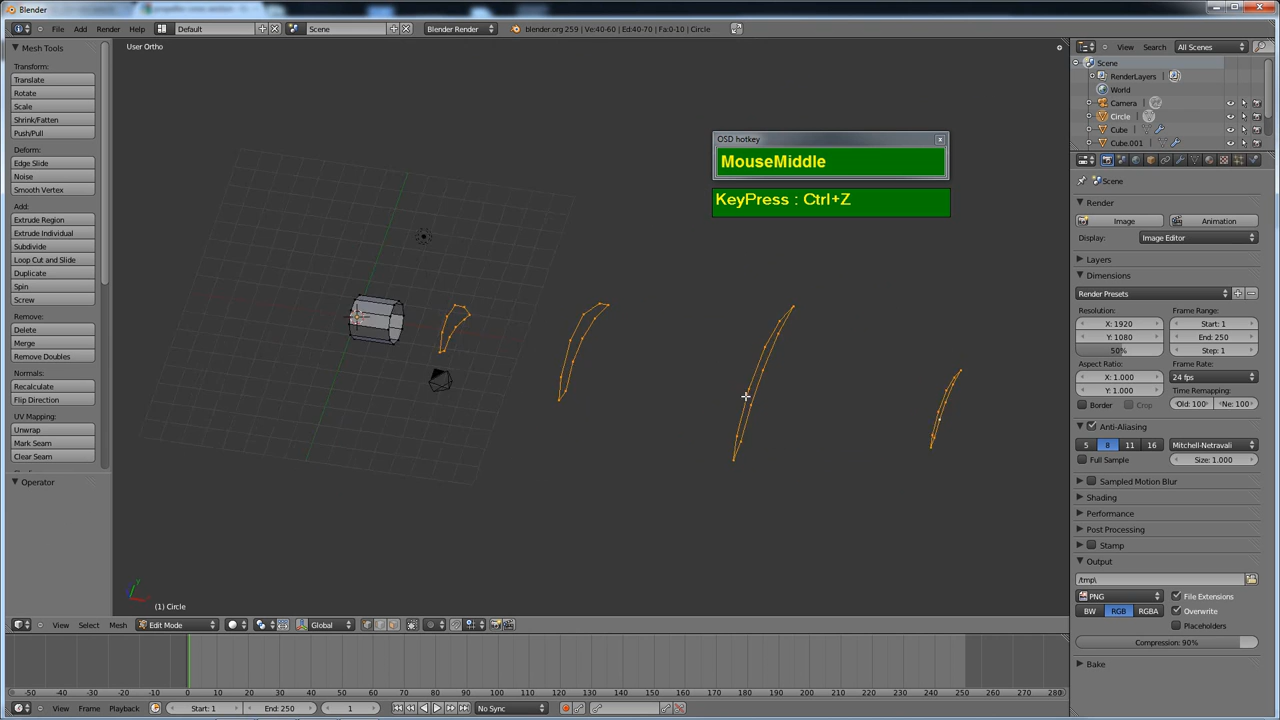 Blender
File Add Render Help
Default
Scene
Blender Render
blender.org 259 | Ve:40-60 | Ed:40-70 | Fa:0-10 | Circle
Mesh Tools
Transform:
Translate
Rotate
Scale
Shrink/Fatten
Push/Pull
Deform:
Edge Slide
Noise
Smooth Vertex
Add:
Extrude Region
Extrude Individual
Subdivide
Loop Cut and Slide
Duplicate
Spin
Screw
Remove:
Delete
Merge
Remove Doubles
Normals:
Recalculate
Flip Direction
UV Mapping:
Unwrap
Mark Seam
Clear Seam
Operator
User Ortho
OSD hotkey
MouseMiddle
KeyPress : Ctrl+Z
(1) Circle
View Select Mesh
Edit Mode
Global
-50 -40 -30 -20 -10 0 10 20 30 40 50 60 70 80 90 100 110 120 130 140 150 160 170 180 190 200 210 220 230 240 250 260 270 280
View Frame Playback
Start: 1
End: 250
1
No Sync
View Search
All Scenes
Scene
RenderLayers
World
Camera
Circle
Cube
Cube.001
Scene
Render
Image
Animation
Display:
Image Editor
Layers
Dimensions
Render Presets
Resolution:
Frame Range:
X: 1920
Start: 1
Y: 1080
End: 250
50%
Step: 1
Aspect Ratio:
Frame Rate:
X: 1.000
24 fps
Y: 1.000
Time Remapping:
Border
Crop
Old: 100
Ne: 100
Anti-Aliasing
5 8 11 16
Mitchell-Netravali
Full Sample
Size: 1.000
Sampled Motion Blur
Shading
Performance
Post Processing
Stamp
Output
/tmp\
PNG
File Extensions
BW RGB RGBA
Overwrite
Placeholders
Compression: 90%
Bake